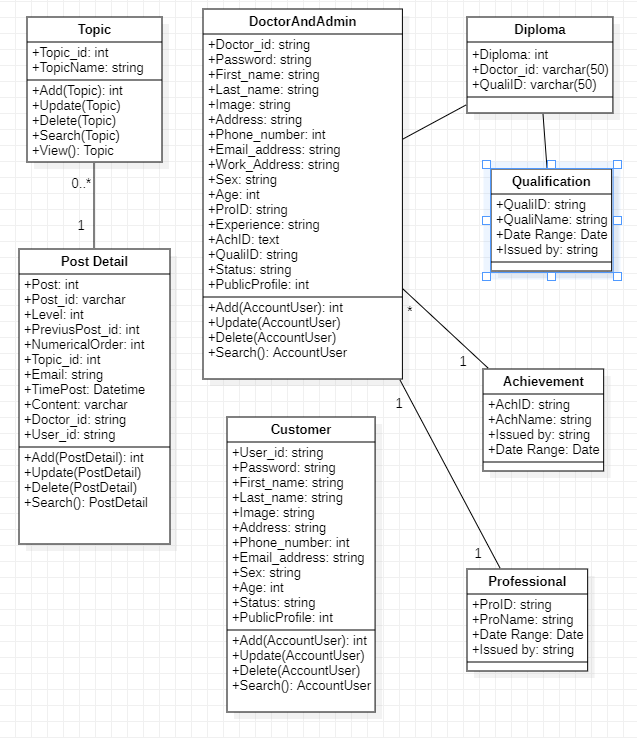 Topic
+Topic_id: int
+TopicName: string
+Add(Topic): int
+Update(Topic)
+Delete(Topic)
+Search(Topic)
+View(): Topic
0..*
1
Post Detail
+Post: int
+Post_id: varchar
+Level: int
+PreviusPost_id: int
+NumericalOrder: int
+Topic_id: int
+Email: string
+TimePost: Datetime
+Content: varchar
+Doctor_id: string
+User_id: string
+Add(PostDetail): int
+Update(PostDetail)
+Delete(PostDetail)
+Search(): PostDetail
DoctorAndAdmin
+Doctor_id: string
+Password: string
+First_name: string
+Last_name: string
+Image: string
+Address: string
+Phone_number: int
+Email_address: string
+Work_Address: string
+Sex: string
+Age: int
+ProID: string
+Experience: string
+AchID: text
+QualiID: string
+Status: string
+PublicProfile: int
+Add(AccountUser): int
+Update(AccountUser)
+Delete(AccountUser)
+Search(): AccountUser
Customer
+User_id: string
+Password: string
+First_name: string
+Last_name: string
+Image: string
+Address: string
+Phone_number: int
+Email_address: string
+Sex: string
+Age: int
+Status: string
+PublicProfile: int
+Add(AccountUser): int
+Update(AccountUser)
+Delete(AccountUser)
+Search(): AccountUser
Diploma
+Diploma: int
+Doctor_id: varchar(50)
+QualiID: varchar(50)
Qualification
+QualiID: string
+QualiName: string
+Date Range: Date
+Issued by: string
*
1
Achievement
+AchID: string
+AchName: string
+Issued by: string
+Date Range: Date
1
1
Professional
+ProID: string
+ProName: string
+Date Range: Date
+Issued by: string